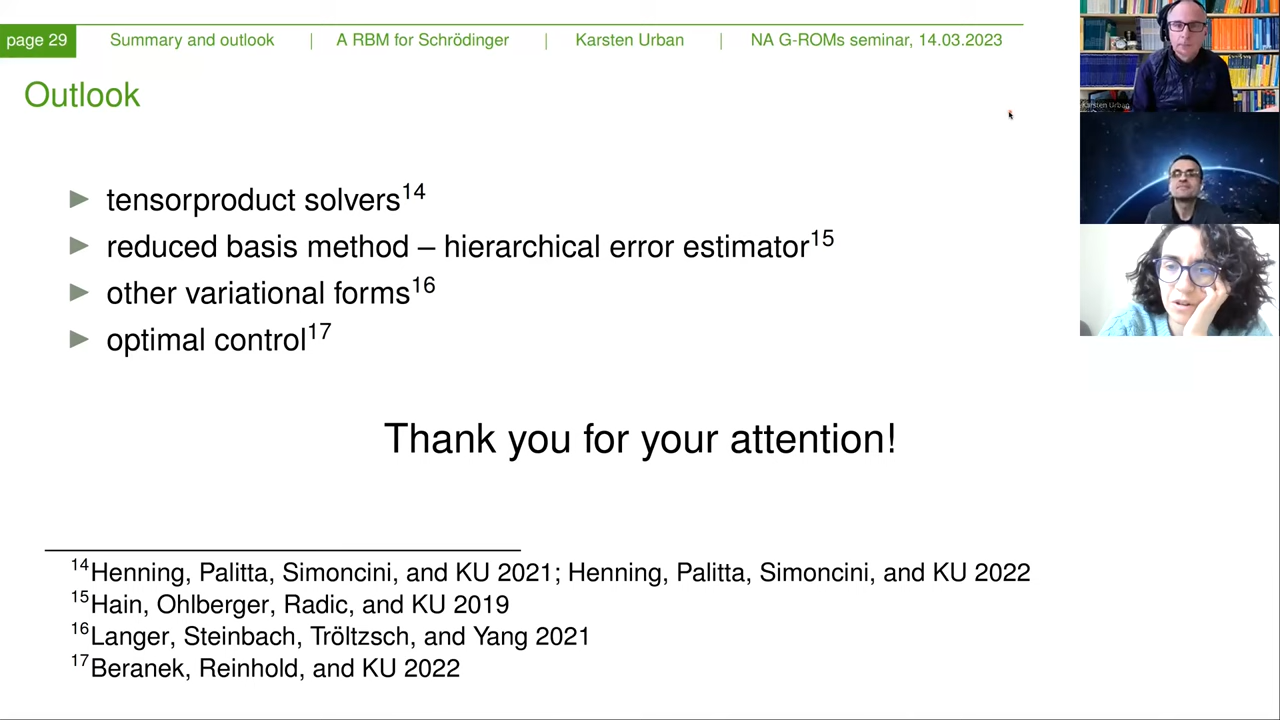 page 29 Summary and outlook | A RBM for Schrödinger | Karsten Urban | NA G-ROMs seminar, 14.03.2023
Outlook
Karsten Urban
▶ tensorproduct solvers14
▶ reduced basis method – hierarchical error estimator15
▶ other variational forms16
▶ optimal control17
Thank you for your attention!
14Henning, Palitta, Simoncini, and KU 2021; Henning, Palitta, Simoncini, and KU 2022
15Hain, Ohlberger, Radic, and KU 2019
16Langer, Steinbach, Tröltzsch, and Yang 2021
17Beranek, Reinhold, and KU 2022